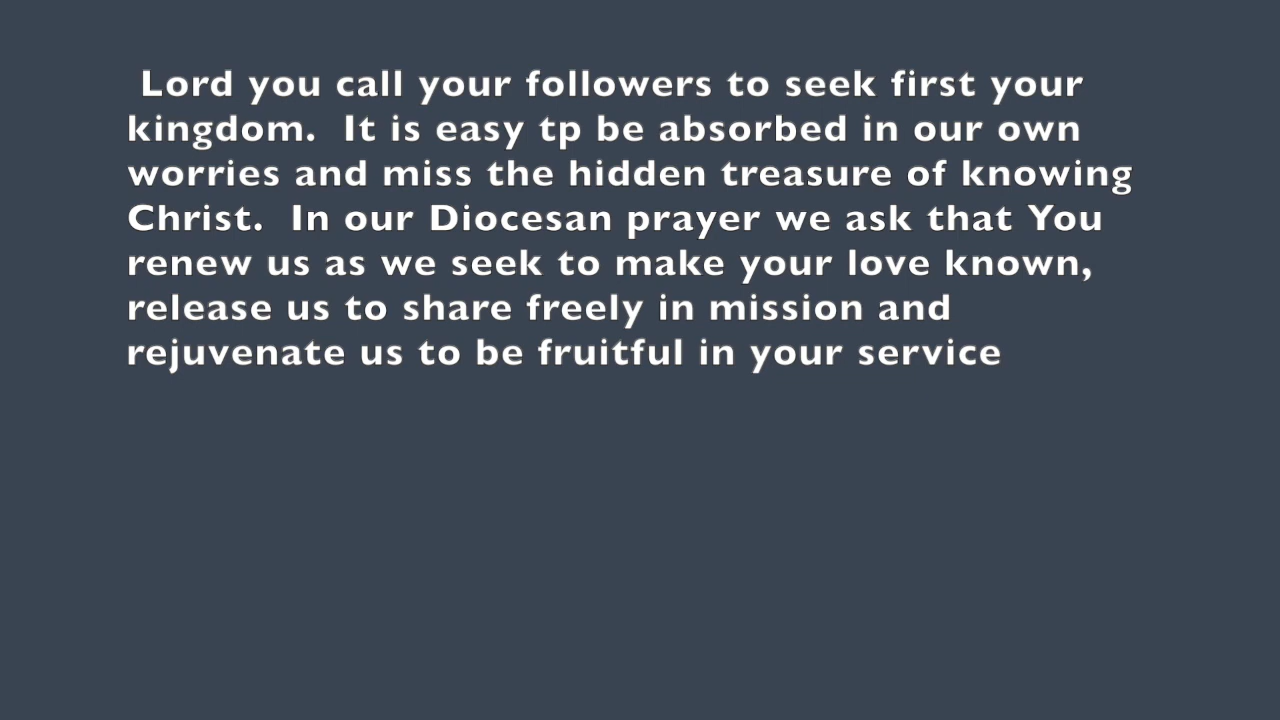 Lord you call your followers to seek first your
kingdom.  It is easy tp be absorbed in our own
worries and miss the hidden treasure of knowing
Christ.  In our Diocesan prayer we ask that You
renew us as we seek to make your love known,
release us to share freely in mission and
rejuvenate us to be fruitful in your service